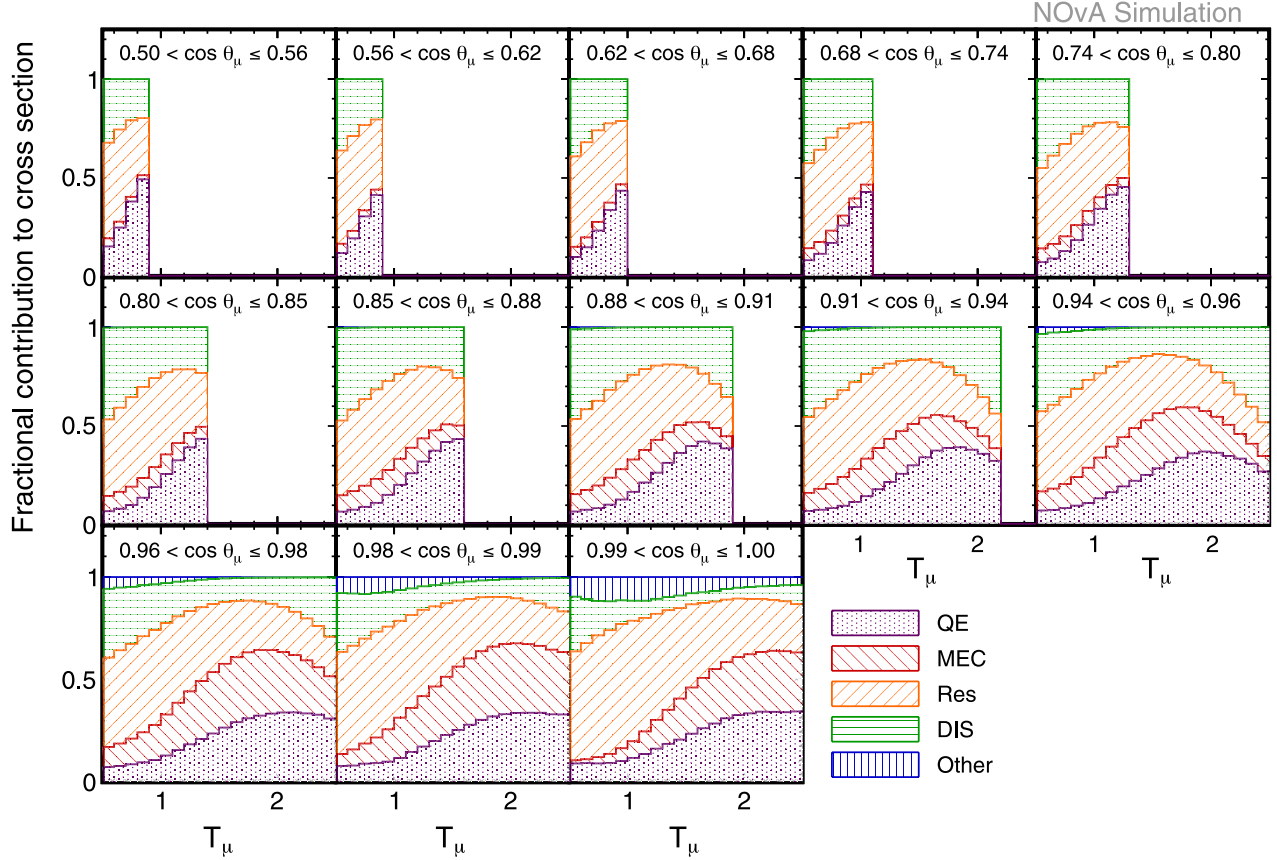 NOvA Simulation
Fractional contribution to cross section
0.50 < cos θμ ≤ 0.56
0.56 < cos θμ ≤ 0.62
0.62 < cos θμ ≤ 0.68
0.68 < cos θμ ≤ 0.74
0.74 < cos θμ ≤ 0.80
1
0.5
0
0.80 < cos θμ ≤ 0.85
0.85 < cos θμ ≤ 0.88
0.88 < cos θμ ≤ 0.91
0.91 < cos θμ ≤ 0.94
0.94 < cos θμ ≤ 0.96
1
0.5
0
1 2
1 2
Tμ
Tμ
0.96 < cos θμ ≤ 0.98
0.98 < cos θμ ≤ 0.99
0.99 < cos θμ ≤ 1.00
1
0.5
0
1 2
1 2
1 2
Tμ
Tμ
Tμ
QE
MEC
Res
DIS
Other